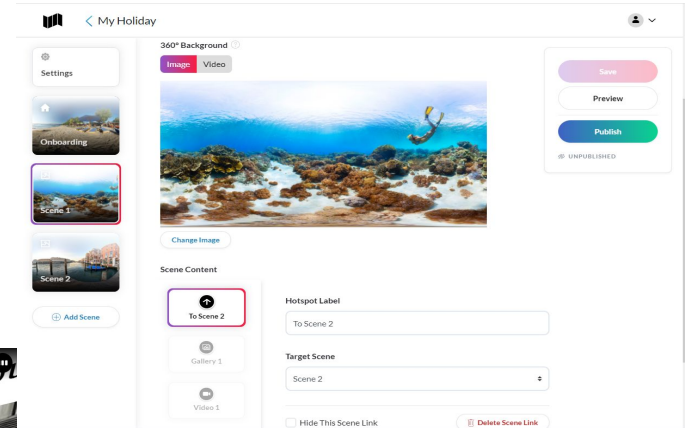 My Holiday
Settings
Onboarding
Scene 1
Scene 2
Add Scene
360° Background
Image Video
Change Image
Scene Content
To Scene 2
Gallery 1
Video 1
Hotspot Label
To Scene 2
Target Scene
Scene 2
Hide This Scene Link
Delete Scene Link
Save
Preview
Publish
UNPUBLISHED